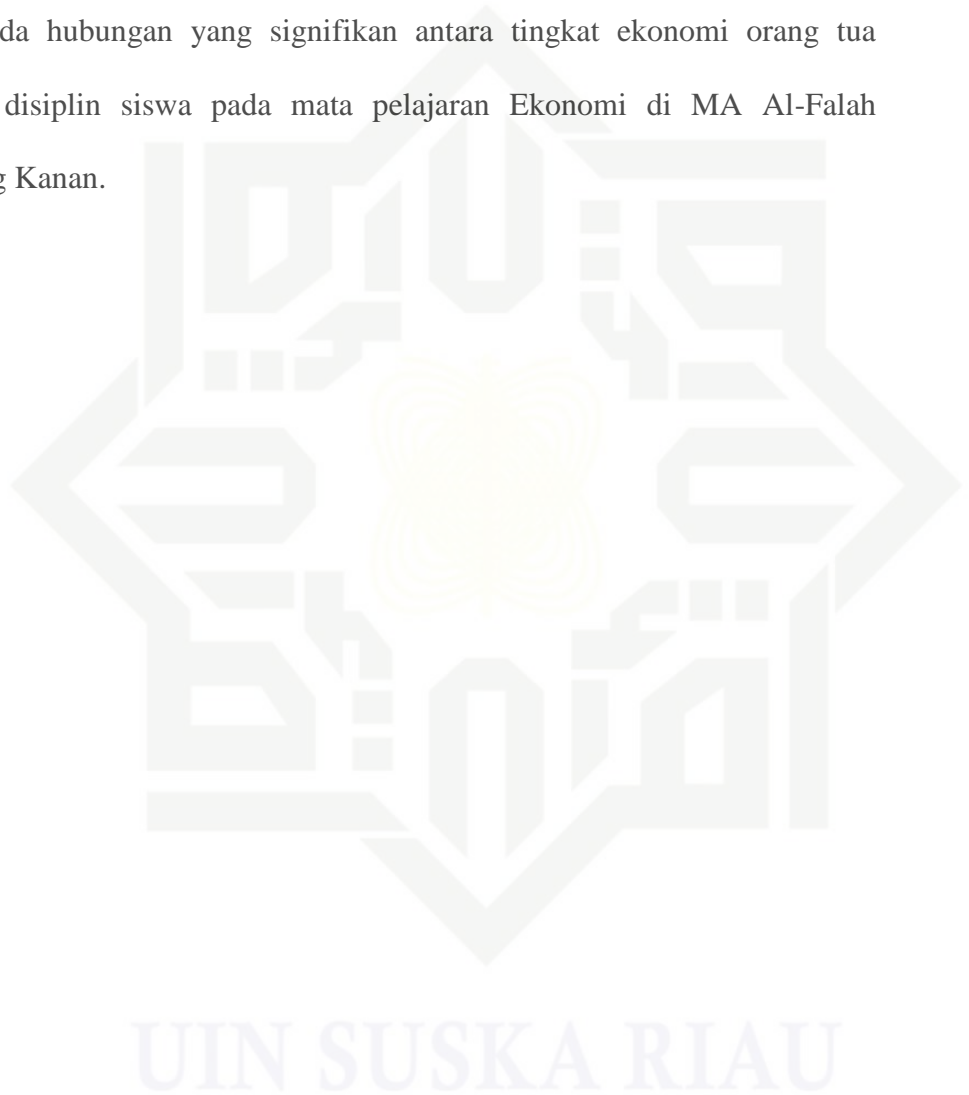 da hubungan yang signifikan antara tingkat ekonomi orang tua
disiplin siswa pada mata pelajaran Ekonomi di MA Al-Falah
g Kanan.
UIN SUSKA RIAU